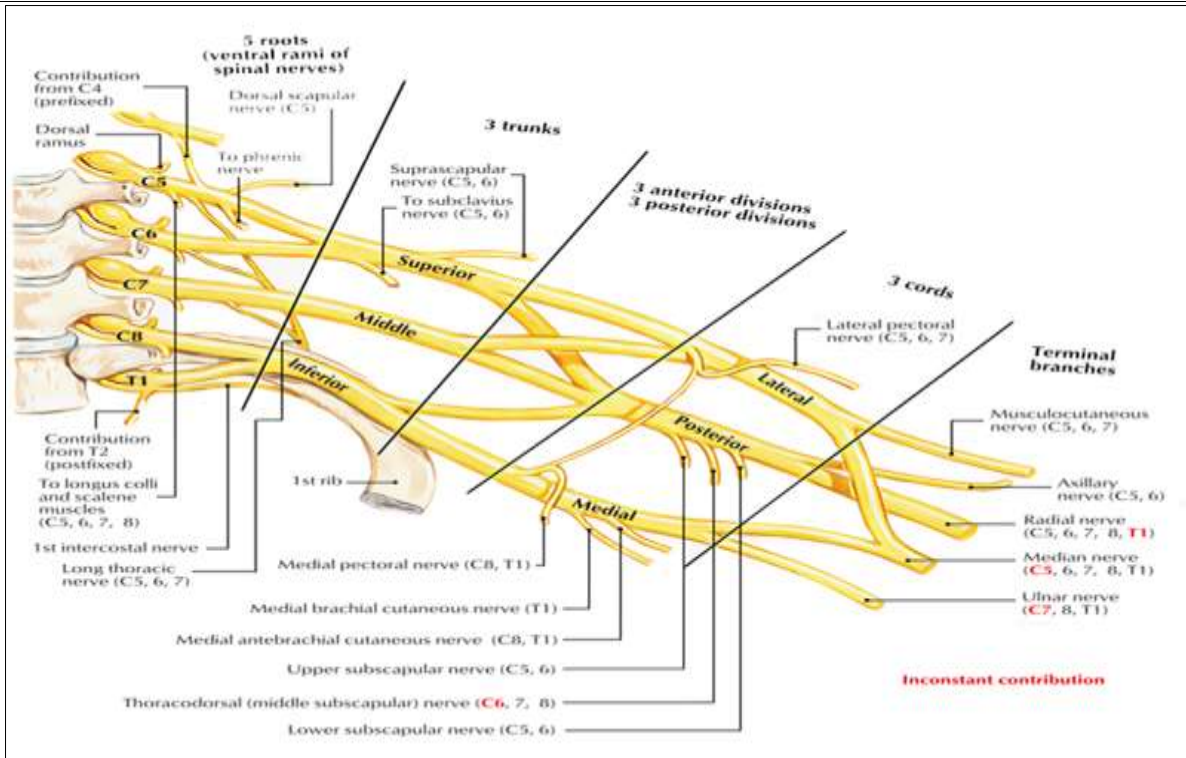 5 roots
(ventral rami of
spinal nerves)
Contribution
from C4
(prefixed)
Dorsal scapular
nerve (C5)
3 trunks
Dorsal
ramus
To phrenic
nerve
Suprascapular
nerve (C5, 6)
To subclavius
nerve (C5, 6)
3 anterior divisions
3 posterior divisions
C5
C6
C7
C8
T1
Superior
Middle
Inferior
3 cords
Lateral pectoral
nerve (C5, 6, 7)
Terminal
branches
Lateral
Posterior
Medial
Musculocutaneous
nerve (C5, 6, 7)
Axillary
nerve (C5, 6)
Radial nerve
(C5, 6, 7, 8, T1)
Median nerve
(C5, 6, 7, 8, T1)
Ulnar nerve
(C7, 8, T1)
Contribution
from T2
(postfixed)
To longus colli
and scalene
muscles
(C5, 6, 7, 8)
1st rib
1st intercostal nerve
Long thoracic
nerve (C5, 6, 7)
Medial pectoral nerve (C8, T1)
Medial brachial cutaneous nerve (T1)
Medial antebrachial cutaneous nerve (C8, T1)
Upper subscapular nerve (C5, 6)
Thoracodorsal (middle subscapular) nerve (C6, 7, 8)
Lower subscapular nerve (C5, 6)
Inconstant contribution